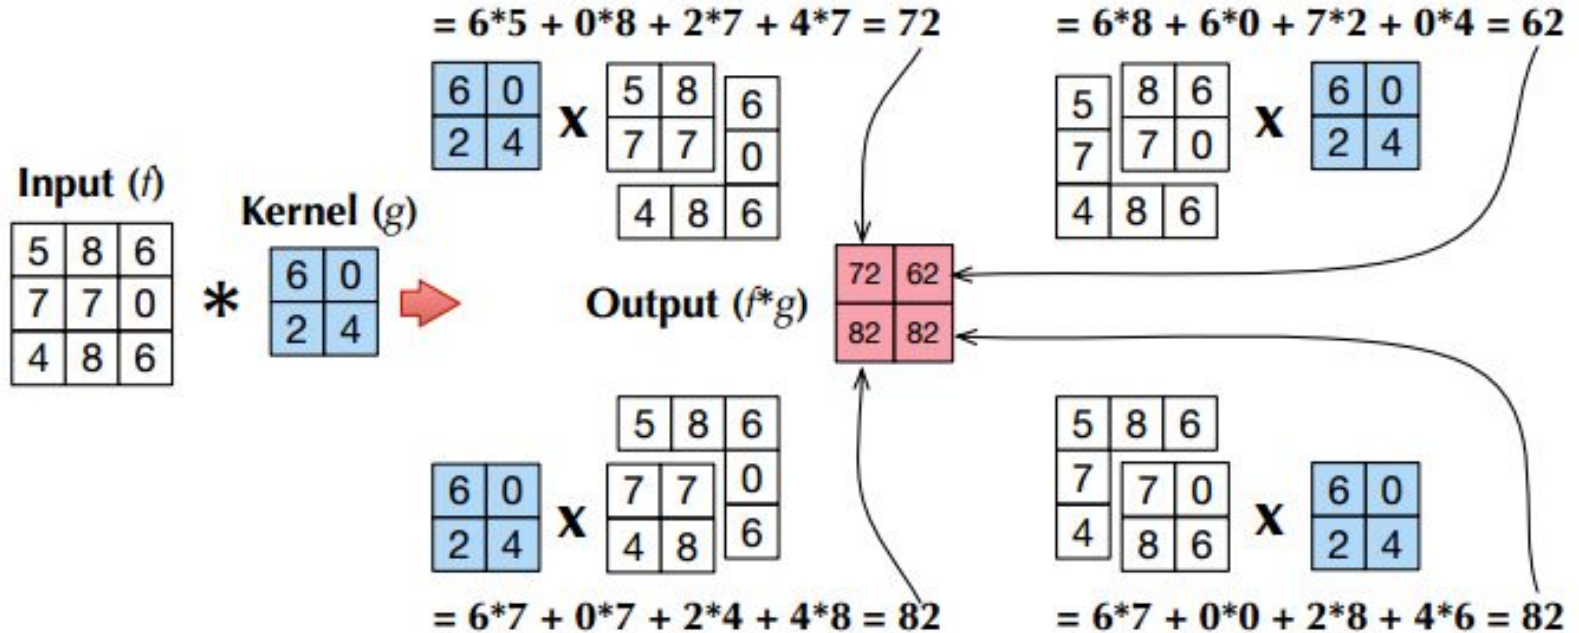 = 6*5 + 0*8 + 2*7 + 4*7 = 72
6 0
2 4
x
5 8
7 7
6
0
4 8 6
= 6*8 + 6*0 + 7*2 + 0*4 = 62
5
7
4 8 6
8 6
7 0
x
6 0
2 4
Input (f)
5 8 6
7 7 0
4 8 6
*
Kernel (g)
6 0
2 4
Output (f*g)
72 62
82 82
6 0
2 4
x
5 8 6
0
6
7 7
4 8
= 6*7 + 0*7 + 2*4 + 4*8 = 82
5 8 6
7
4
7 0
8 6
x
6 0
2 4
= 6*7 + 0*0 + 2*8 + 4*6 = 82